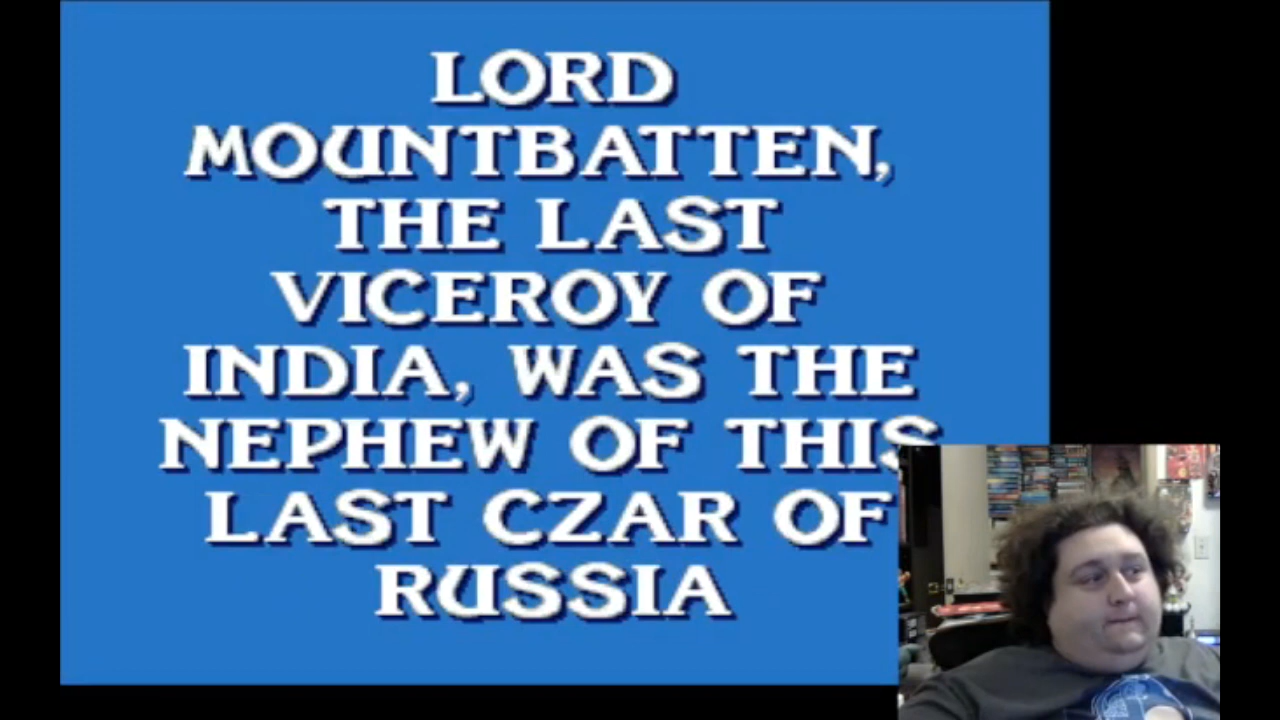 LORD
MOUNTBATTEN,
THE LAST
VICEROY OF
INDIA, WAS THE
NEPHEW OF THIS
LAST CZAR OF
RUSSIA